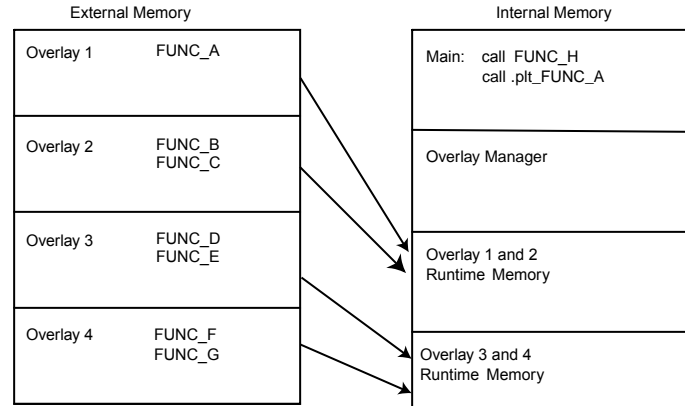 External Memory
Overlay 1 FUNC_A
Overlay 2 FUNC_B
FUNC_C
Overlay 3 FUNC_D
FUNC_E
Overlay 4 FUNC_F
FUNC_G
Internal Memory
Main: call FUNC_H
call .plt_FUNC_A
Overlay Manager
Overlay 1 and 2
Runtime Memory
Overlay 3 and 4
Runtime Memory